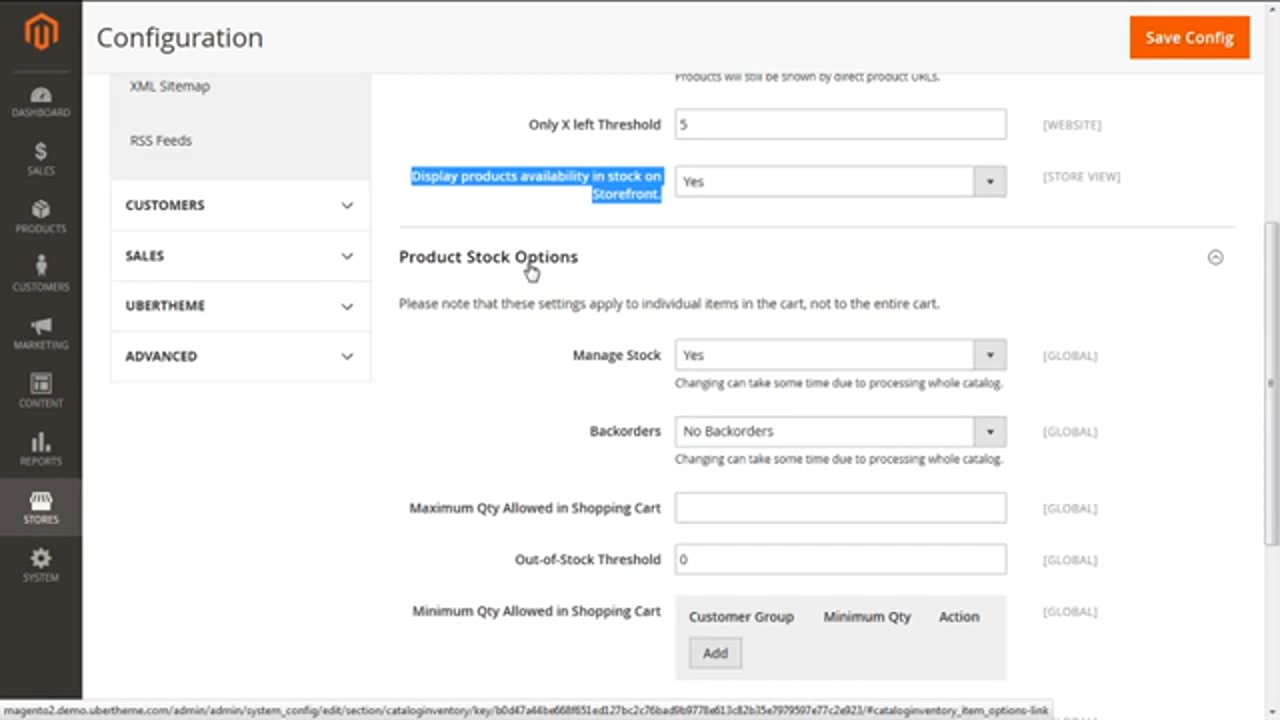 Configuration
Save Config
DASHBOARD
SALES
PRODUCTS
CUSTOMERS
MARKETING
CONTENT
REPORTS
STORES
SYSTEM
XML Sitemap
RSS Feeds
CUSTOMERS
SALES
UBERTHEME
ADVANCED
Products will still be shown by direct product URLs.
Only X left Threshold 5 [WEBSITE]
Display products availability in stock on Yes [STORE VIEW]
Storefront.
Product Stock Options
Please note that these settings apply to individual items in the cart, not to the entire cart.
Manage Stock Yes [GLOBAL]
Changing can take some time due to processing whole catalog.
Backorders No Backorders [GLOBAL]
Changing can take some time due to processing whole catalog.
Maximum Qty Allowed in Shopping Cart [GLOBAL]
Out-of-Stock Threshold 0 [GLOBAL]
Minimum Qty Allowed in Shopping Cart [GLOBAL]
Customer Group Minimum Qty Action
Add